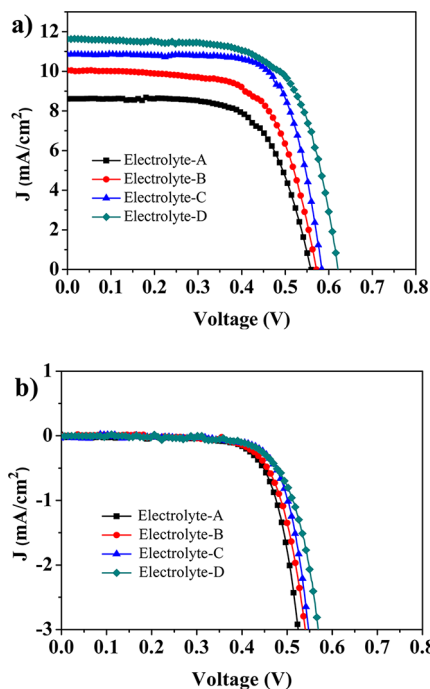 a)
12
10
8
6
4
2
0
J (mA/cm²)
Electrolyte-A
Electrolyte-B
Electrolyte-C
Electrolyte-D
0.0 0.1 0.2 0.3 0.4 0.5 0.6 0.7 0.8
Voltage (V)
b)
1
0
-1
-2
-3
J (mA/cm²)
Electrolyte-A
Electrolyte-B
Electrolyte-C
Electrolyte-D
0.0 0.1 0.2 0.3 0.4 0.5 0.6 0.7 0.8
Voltage (V)